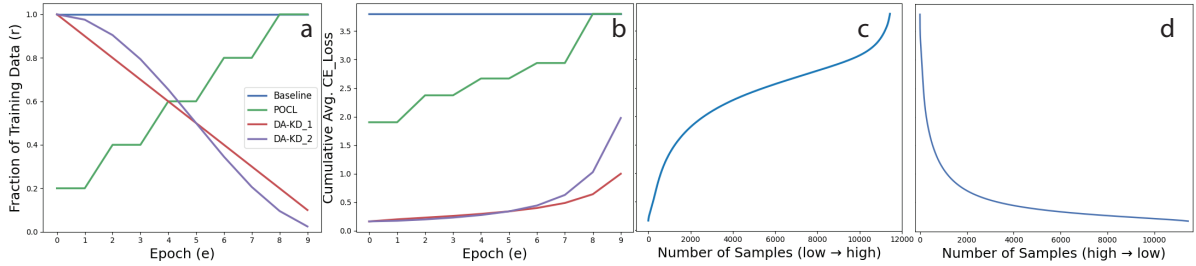 a
Fraction of Training Data (r)
1.0
0.8
0.6
0.4
0.2
0.0
Baseline
POCL
DA-KD_1
DA-KD_2
0 1 2 3 4 5 6 7 8 9
Epoch (e)
b
Cumulative Avg. CE_Loss
3.5
3.0
2.5
2.0
1.5
1.0
0.5
0.0
0 1 2 3 4 5 6 7 8 9
Epoch (e)
c
0 2000 4000 6000 8000 10000 12000
Number of Samples (low → high)
d
0 2000 4000 6000 8000 10000
Number of Samples (high → low)